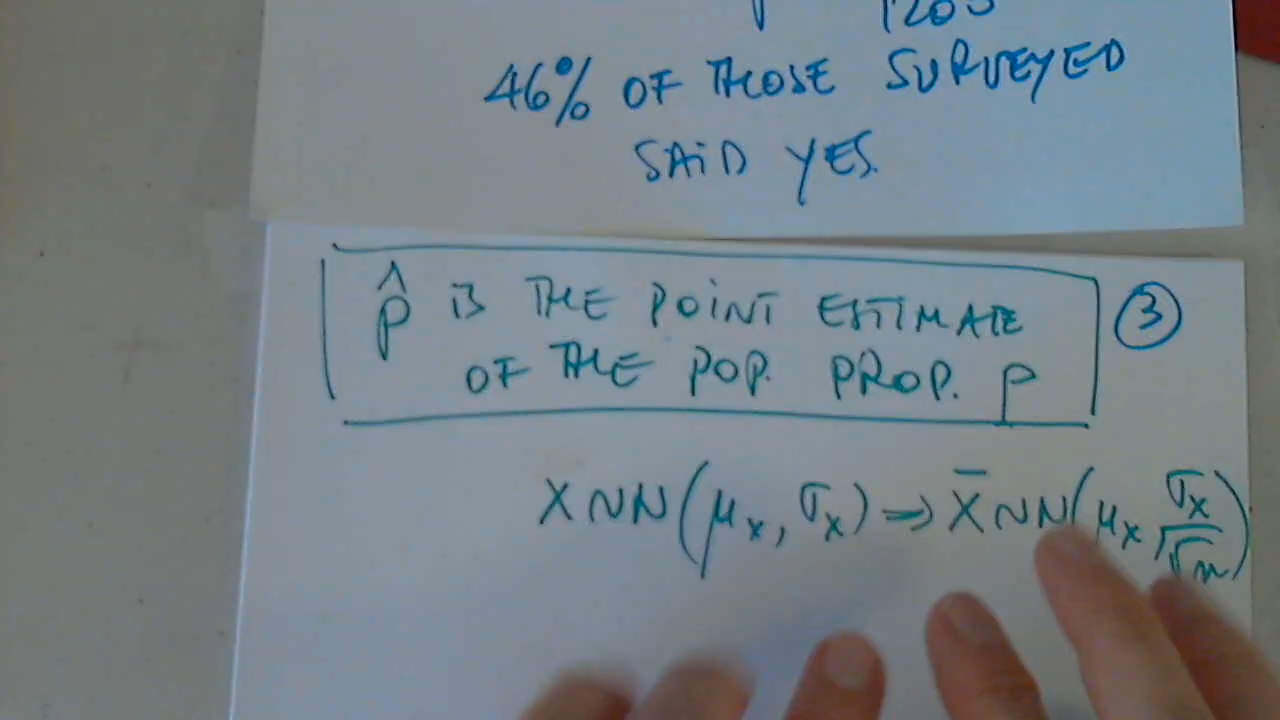 46% OF THOSE SURVEYED
SAID YES.
p̂ IS THE POINT ESTIMATE
OF THE POP. PROP. p
3
X ~ N(μx, σx) ⇒ X̄ ~ N(μx, σx/√n)